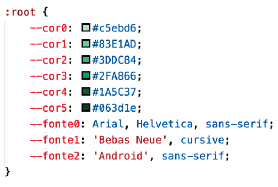 :root {
--cor0: #c5ebd6;
--cor1: #83E1AD;
--cor2: #3DDC84;
--cor3: #2FA866;
--cor4: #1A5C37;
--cor5: #063d1e;
--fonte0: Arial, Helvetica, sans-serif;
--fonte1: 'Bebas Neue', cursive;
--fonte2: 'Android', sans-serif;
}